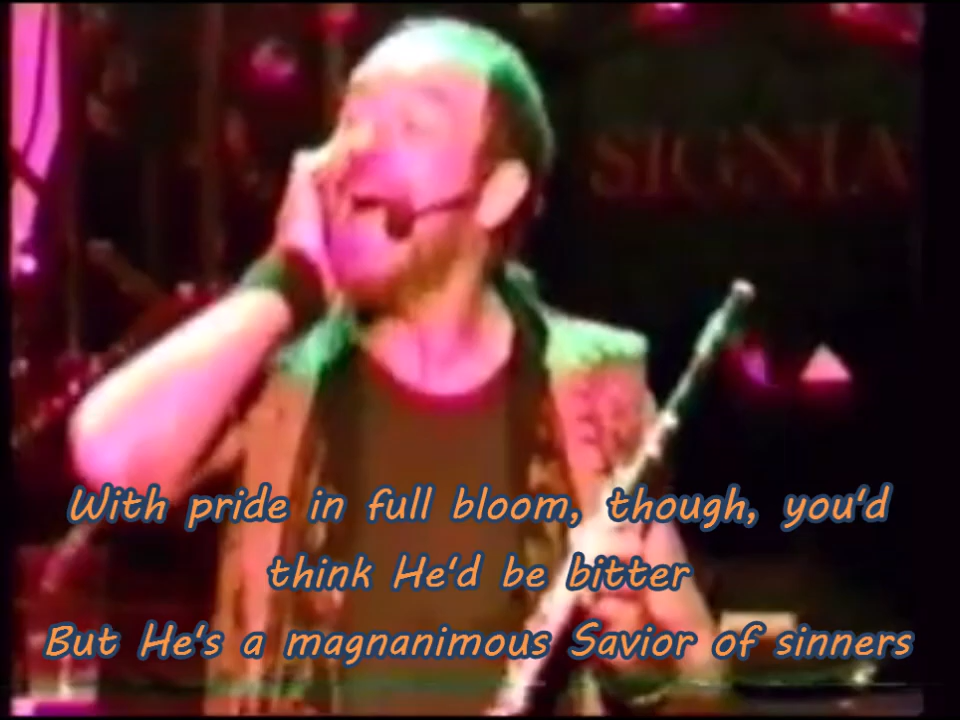 SIGNIA
With pride in full bloom, though, you'd
think He'd be bitter
But He's a magnanimous Savior of sinners